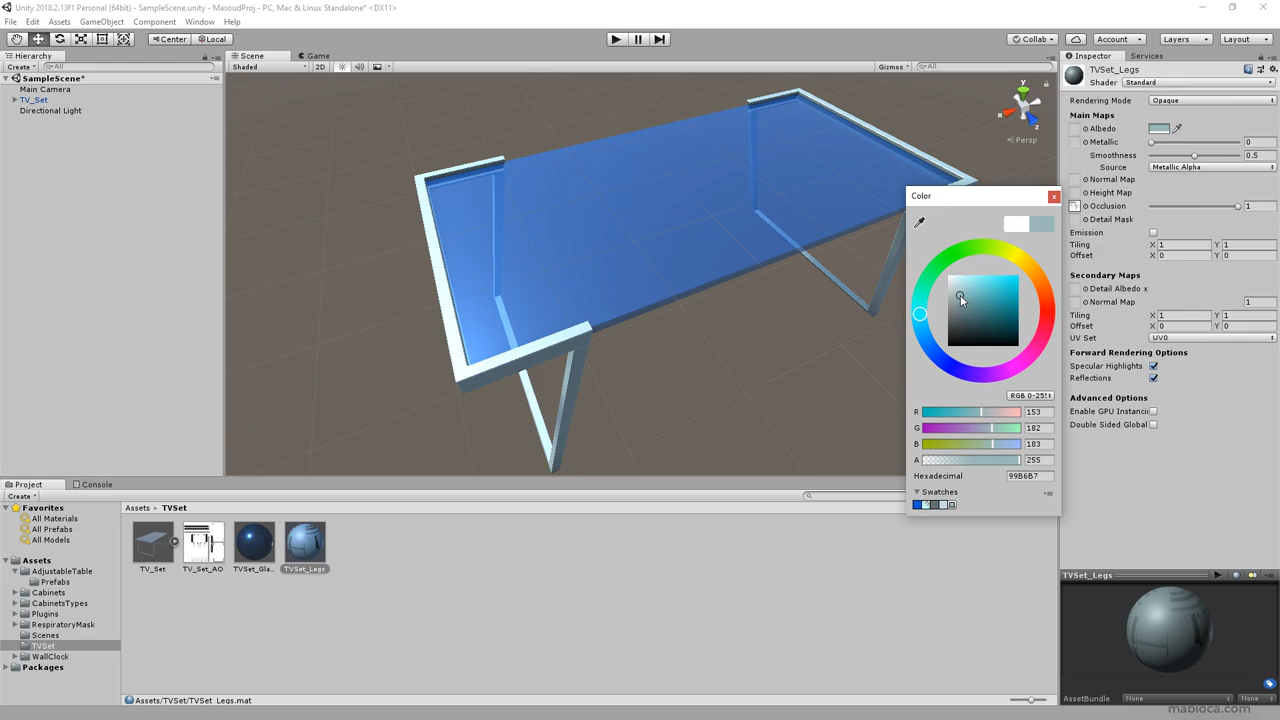 Unity 2018.2.13f1 Personal (64bit) - SampleScene.unity - MasoudProj - PC, Mac & Linux Standalone* <DX11>
File Edit Assets GameObject Component Window Help
Center Local Collab Account Layers Layout
Hierarchy Scene Game Inspector Services
Create All Shaded 2D Gizmos All TVSet_Legs
SampleScene* Shader Standard
Main Camera
TV_Set
Directional Light
y
x
z
Persp
Rendering Mode Opaque
Main Maps
Albedo
Metallic 0
Smoothness 0.5
Source Metallic Alpha
Normal Map
Height Map
Occlusion 1
Detail Mask
Emission
Tiling X 1 Y 1
Offset X 0 Y 0
Secondary Maps
Detail Albedo x
Normal Map 1
Tiling X 1 Y 1
Offset X 0 Y 0
UV Set UV0
Forward Rendering Options
Specular Highlights
Reflections
Advanced Options
Enable GPU Instanci
Double Sided Global
Color x
RGB 0-255
R 153
G 182
B 183
A 255
Hexadecimal 99B6B7
Swatches
Project Console
Create
Favorites
All Materials
All Prefabs
All Models
Assets
AdjustableTable
Prefabs
Cabinets
CabinetsTypes
Plugins
RespiratoryMask
Scenes
TVSet
WallClock
Packages
Assets ▸ TVSet
TV_Set TV_Set_AO TVSet_Gla... TVSet_Legs
Assets/TVSet/TVSet_Legs.mat
TVSet_Legs
AssetBundle None None
mabloca.com